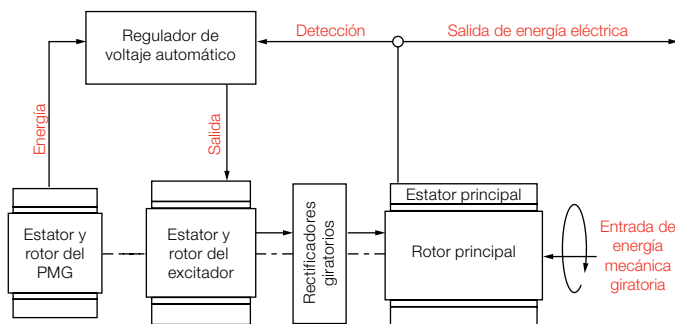 Regulador de
voltaje automático
Detección
Salida de energía eléctrica
Energía
Salida
Estator y
rotor del
PMG
Estator y
rotor del
excitador
Rectificadores
giratorios
Estator principal
Rotor principal
Entrada de
energía
mecánica
giratoria